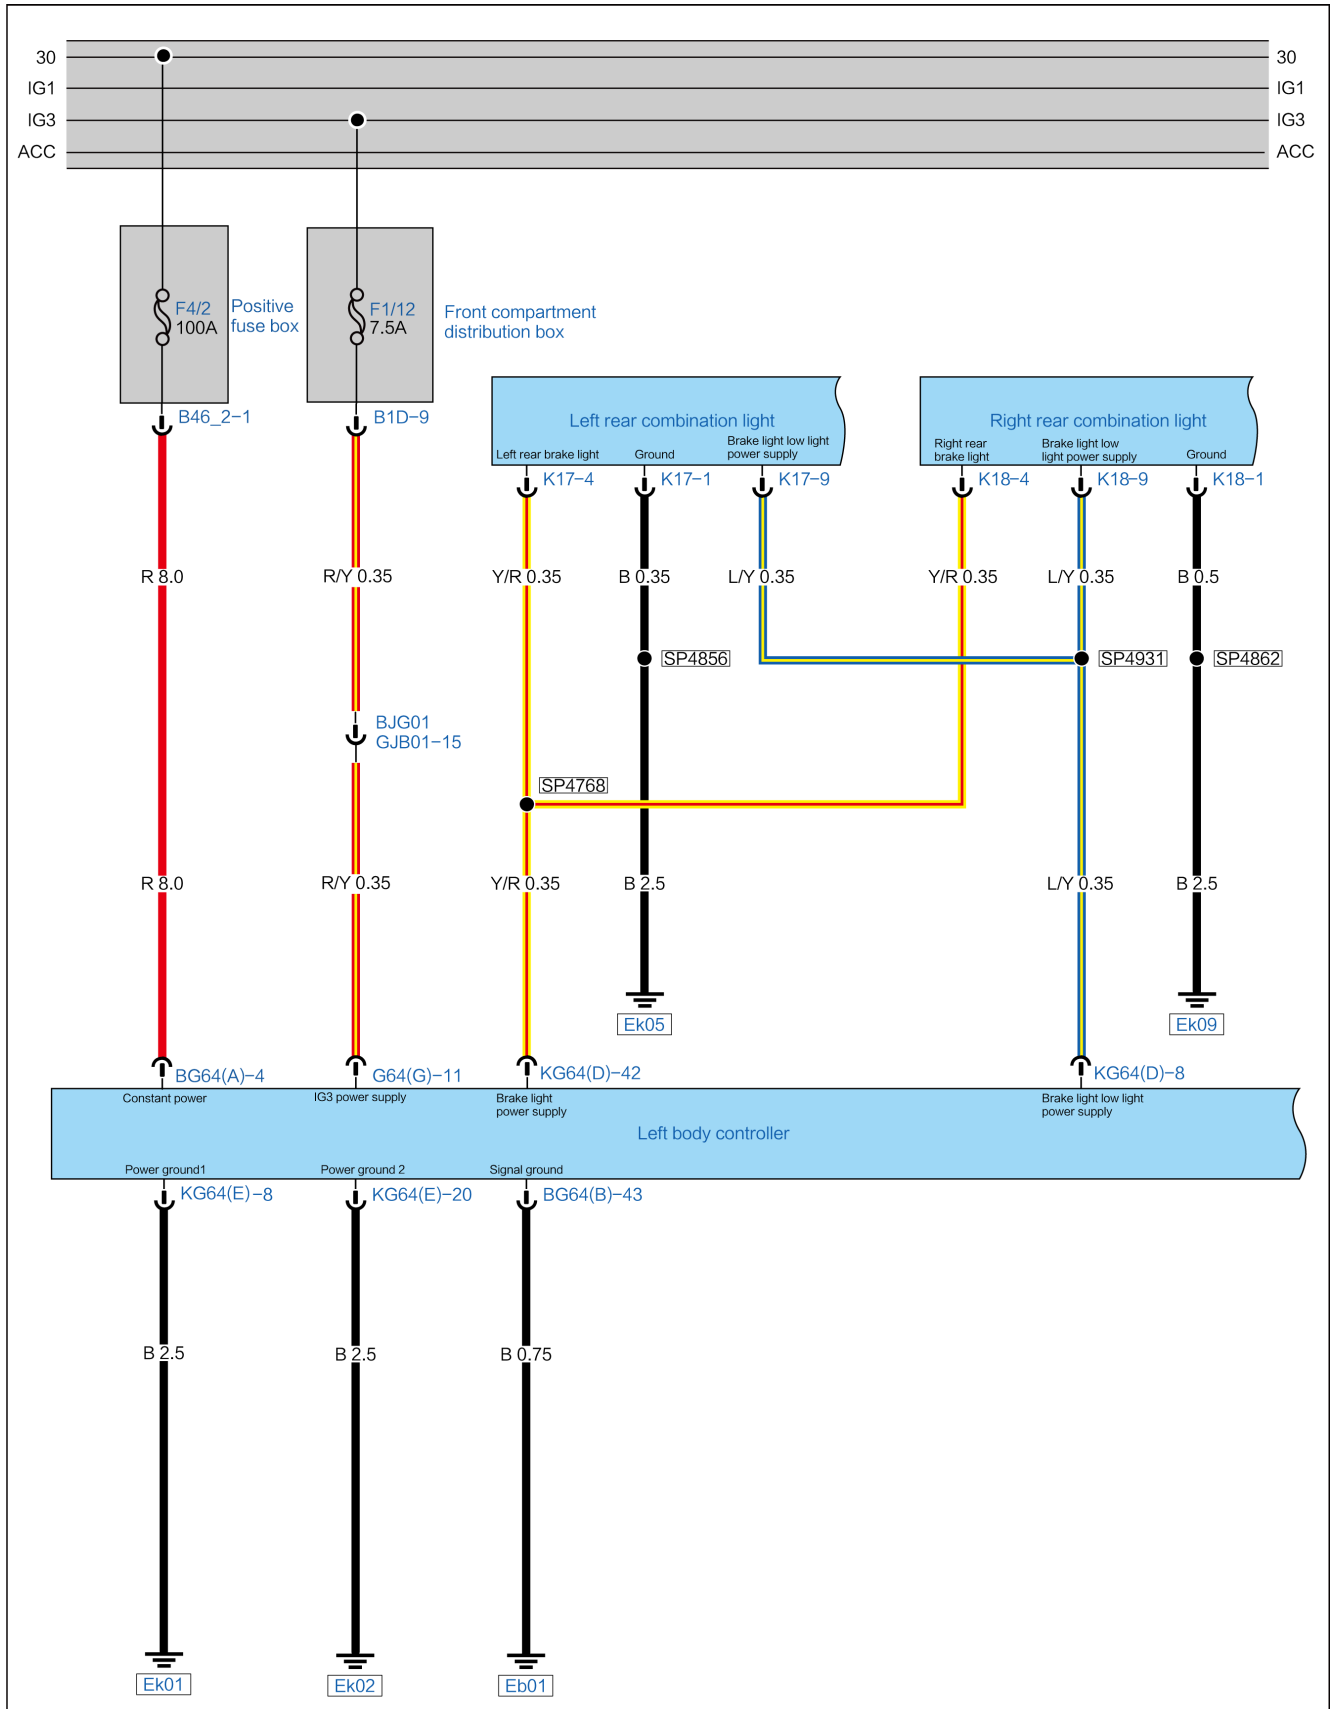 30 30
IG1 IG1
IG3 IG3
ACC ACC
F4/2
100A
Positive
fuse box
F1/12
7.5A
Front compartment
distribution box
B46_2-1
B1D-9
Left rear combination light
Left rear brake light
Ground
Brake light low light
power supply
Right rear combination light
Right rear
brake light
Brake light low
light power supply
Ground
K17-4
K17-1
K17-9
K18-4
K18-9
K18-1
R 8.0
R/Y 0.35
Y/R 0.35
B 0.35
L/Y 0.35
Y/R 0.35
L/Y 0.35
B 0.5
SP4856
SP4931
SP4862
BJG01
GJB01-15
SP4768
R 8.0
R/Y 0.35
Y/R 0.35
B 2.5
L/Y 0.35
B 2.5
Ek05
Ek09
BG64(A)-4
G64(G)-11
KG64(D)-42
KG64(D)-8
Constant power
IG3 power supply
Brake light
power supply
Brake light low light
power supply
Left body controller
Power ground1
Power ground 2
Signal ground
KG64(E)-8
KG64(E)-20
BG64(B)-43
B 2.5
B 2.5
B 0.75
Ek01
Ek02
Eb01